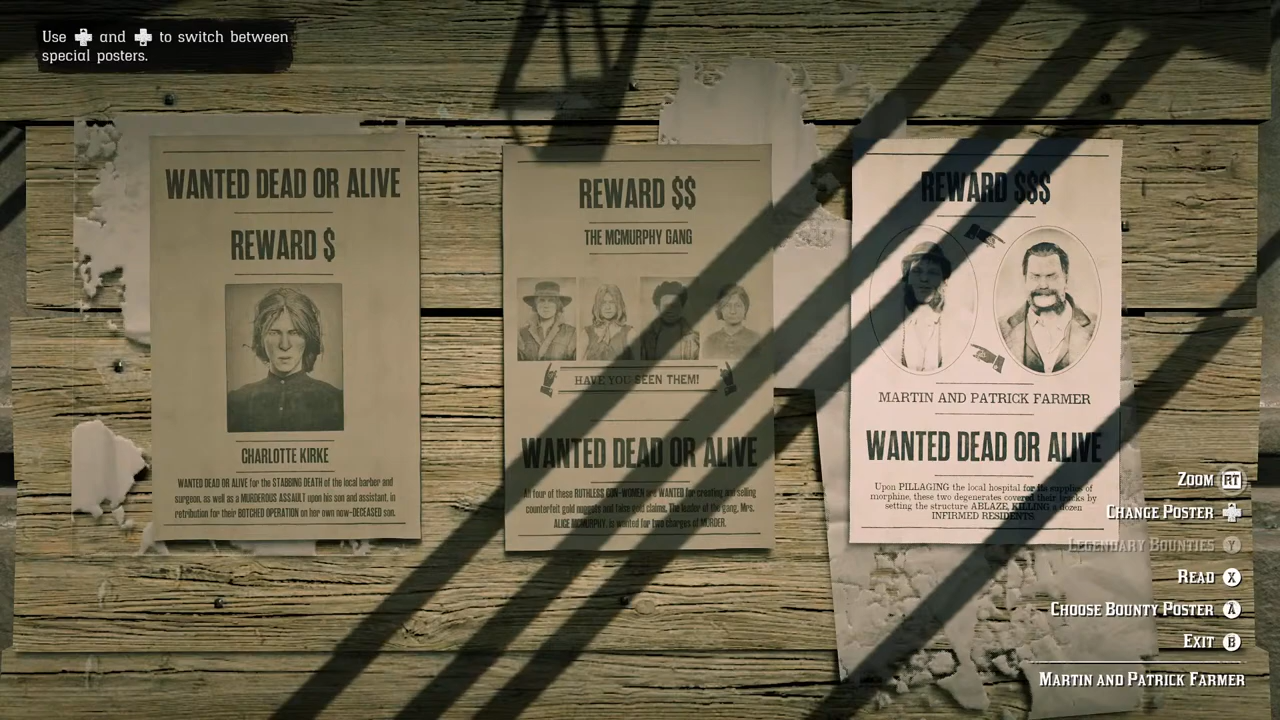 Use and to switch between
special posters.
WANTED DEAD OR ALIVE
REWARD $
CHARLOTTE KIRKE
WANTED DEAD OR ALIVE for the STABBING DEATH of the local barber and
surgeon, as well as a MURDEROUS ASSAULT upon his son and assistant, in
retribution for their BOTCHED OPERATION on her own now-DECEASED son.
REWARD $$
THE MCMURPHY GANG
HAVE YOU SEEN THEM!
WANTED DEAD OR ALIVE
All four of these RUTHLESS GUN-WOMEN are WANTED for creating and selling
counterfeit gold nuggets and false gold claims. The leader of the gang, Mrs.
ALICE MCMURPHY, is wanted for two charges of MURDER.
REWARD $$$
MARTIN AND PATRICK FARMER
WANTED DEAD OR ALIVE
Upon PILLAGING the local hospital for its supplies of
morphine, these two degenerates covered their tracks by
setting the structure ABLAZE, KILLING a dozen
INFIRMED RESIDENTS
ZOOM RT
CHANGE POSTER
LEGENDARY BOUNTIES Y
READ X
CHOOSE BOUNTY POSTER A
EXIT B
MARTIN AND PATRICK FARMER